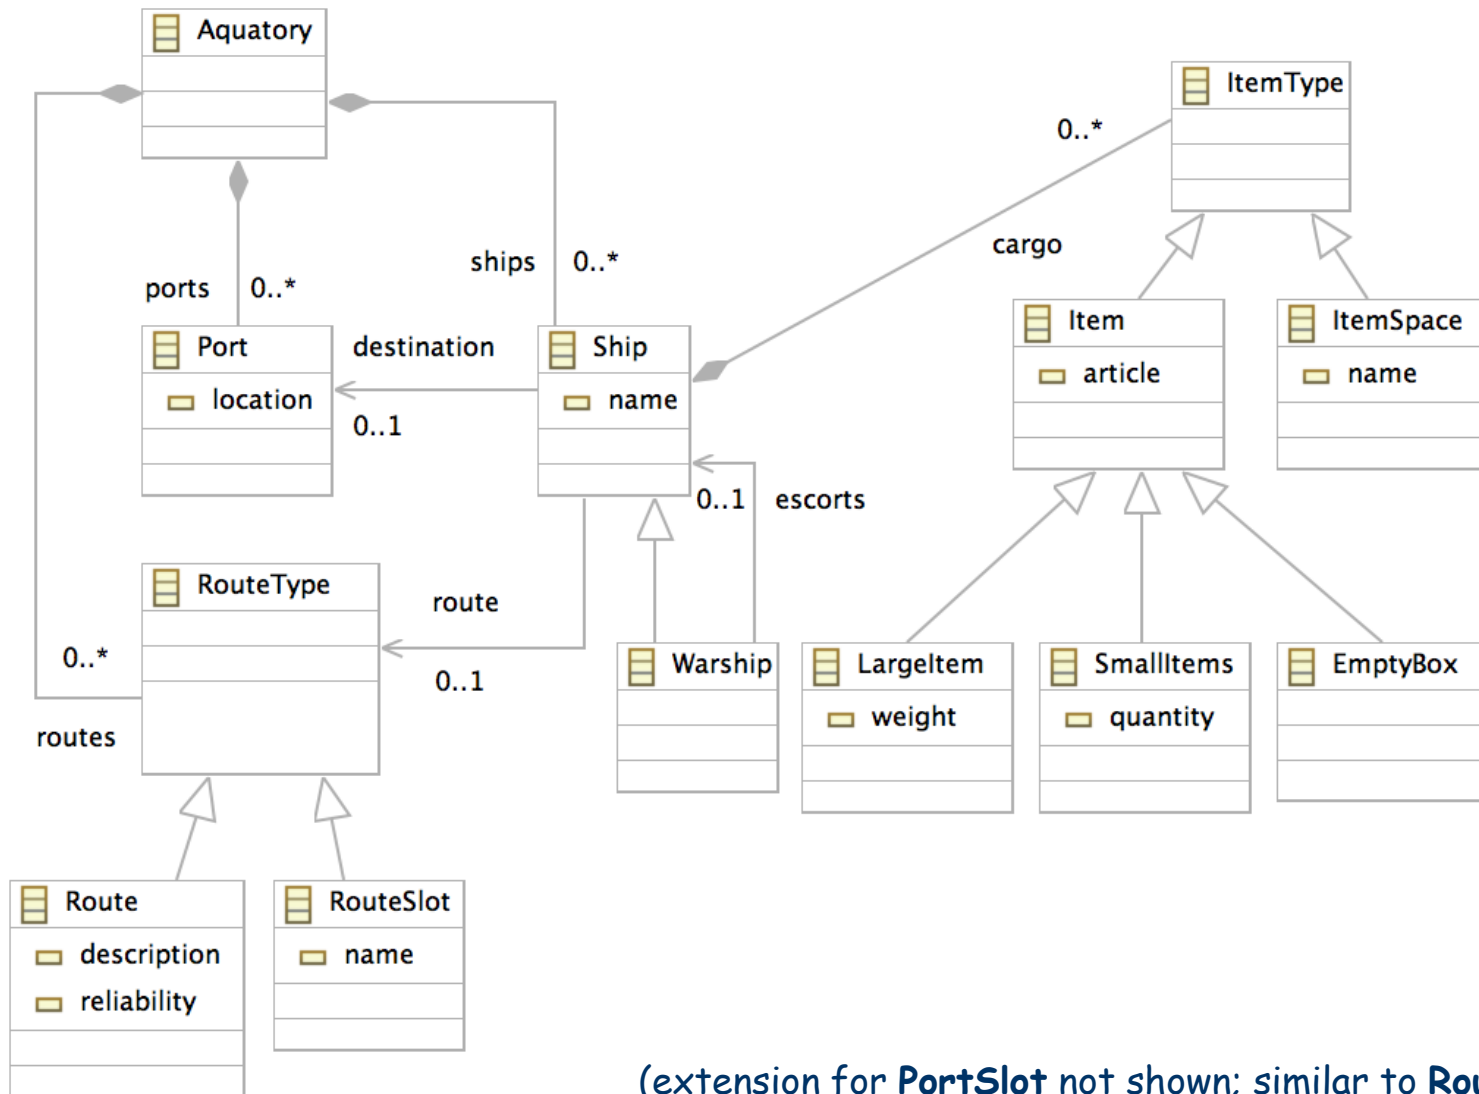 Aquatory
ItemType
0..*
cargo
ships 0..*
ports 0..*
Port
location
destination
0..1
Ship
name
Item
article
ItemSpace
name
0..1 escorts
RouteType
route
0..1
0..*
routes
Warship
LargeItem
weight
SmallItems
quantity
EmptyBox
Route
description
reliability
RouteSlot
name
(extension for PortSlot not shown; similar to Rou